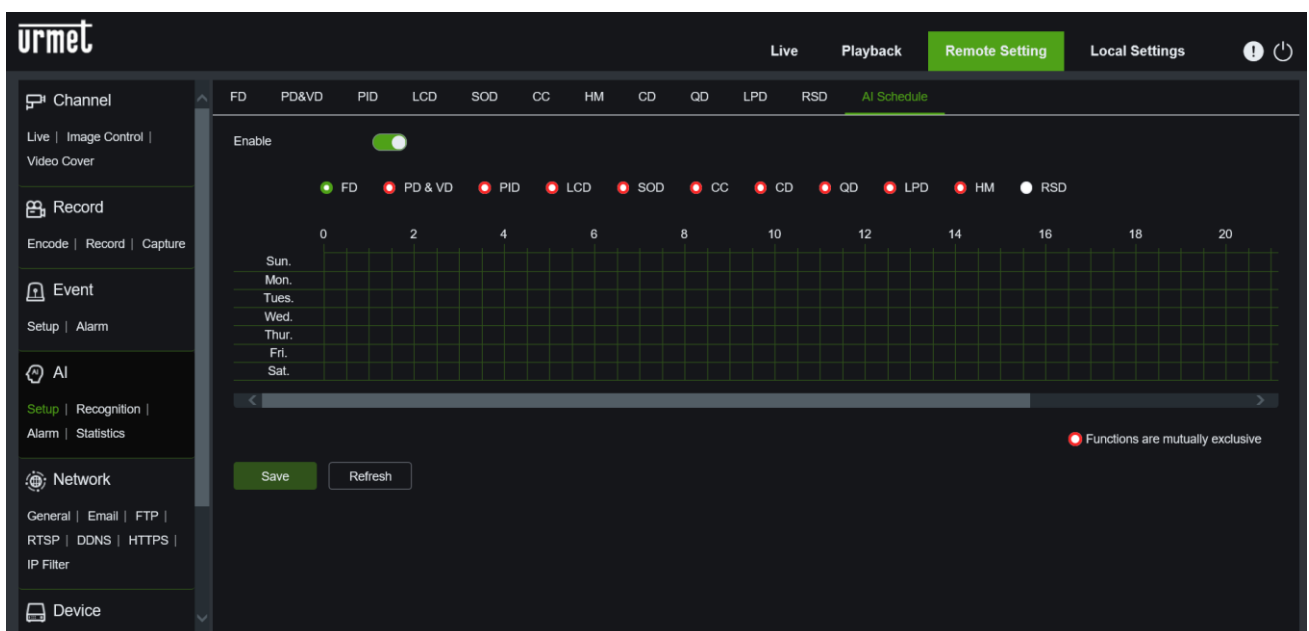 urmet
Live Playback Remote Setting Local Settings
Channel
Live | Image Control |
Video Cover
Record
Encode | Record | Capture
Event
Setup | Alarm
AI
Setup | Recognition |
Alarm | Statistics
Network
General | Email | FTP |
RTSP | DDNS | HTTPS |
IP Filter
Device
FD PD&VD PID LCD SOD CC HM CD QD LPD RSD AI Schedule
Enable
FD PD & VD PID LCD SOD CC CD QD LPD HM RSD
0 2 4 6 8 10 12 14 16 18 20
Sun.
Mon.
Tues.
Wed.
Thur.
Fri.
Sat.
Functions are mutually exclusive
Save Refresh